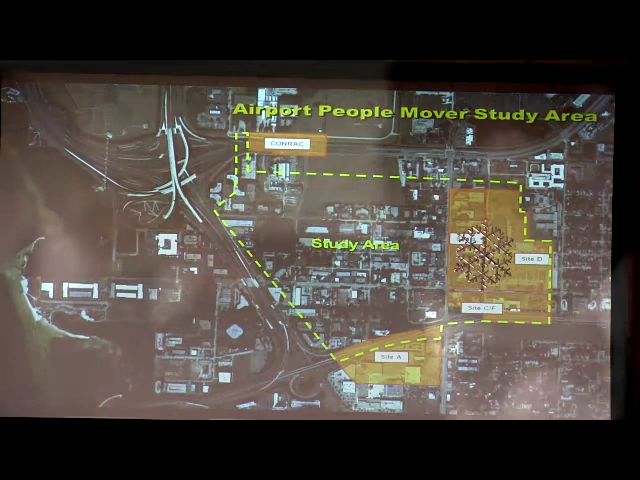 Airport People Mover Study Area
CONRAC
Study Area
Site D
Site C/F
Site A